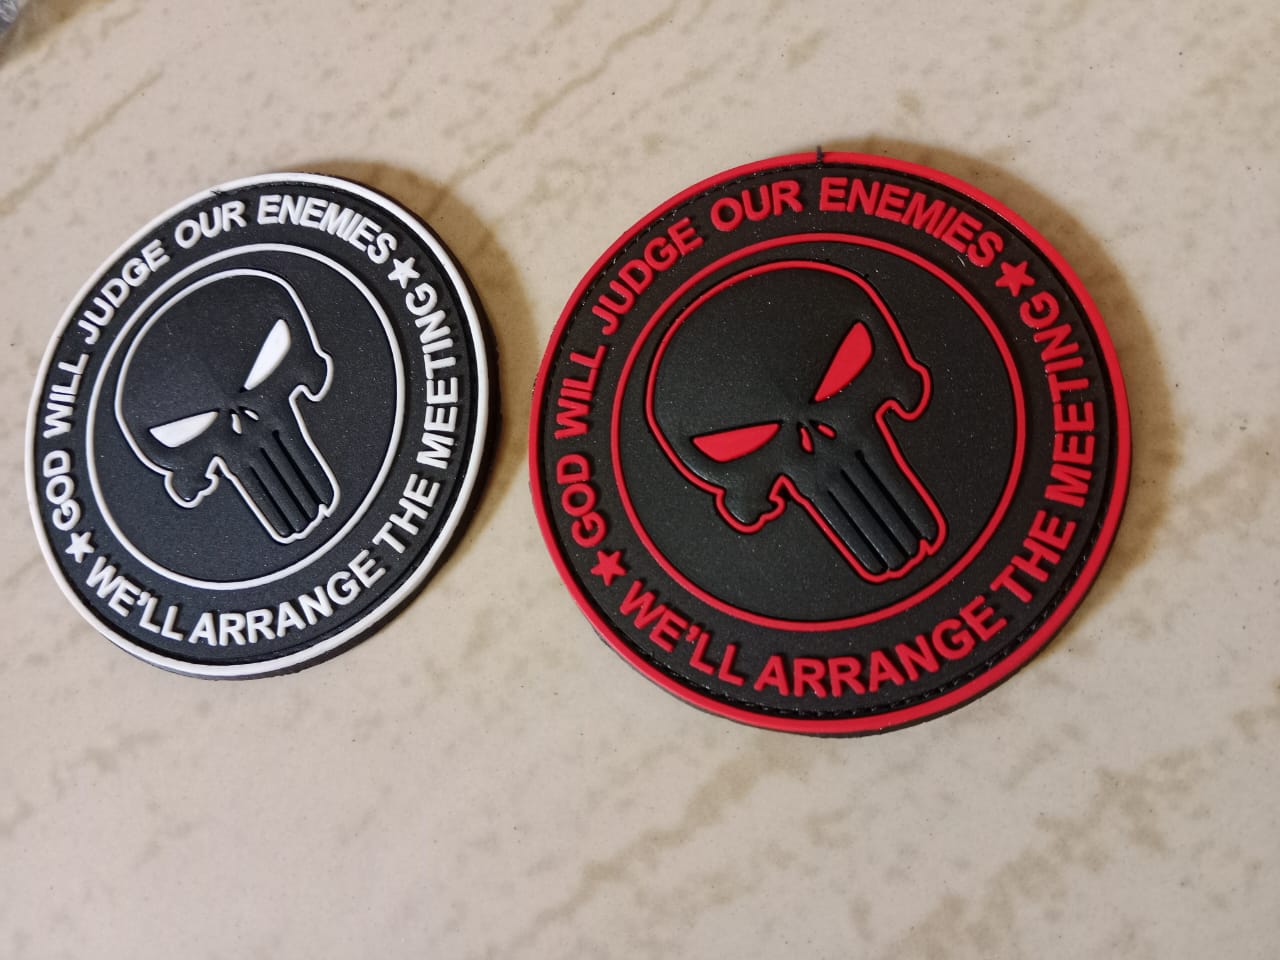 GOD WILL JUDGE OUR ENEMIES
WE'LL ARRANGE THE MEETING
GOD WILL JUDGE OUR ENEMIES
WE'LL ARRANGE THE MEETING